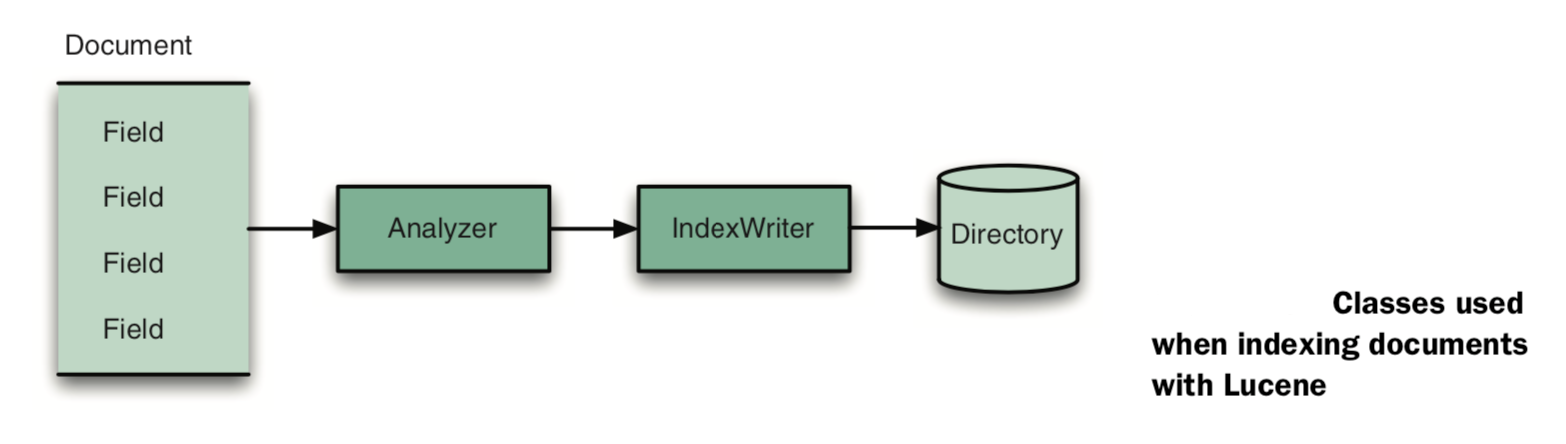 Document
Field
Field
Field
Field
Analyzer
IndexWriter
Directory
Classes used
when indexing documents
with Lucene